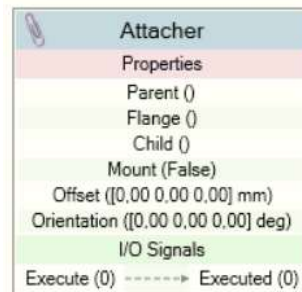 Attacher
Properties
Parent ()
Flange ()
Child ()
Mount (False)
Offset ([0,00 0,00 0,00] mm)
Orientation ([0,00 0,00 0,00] deg)
I/O Signals
Execute (0) Executed (0)